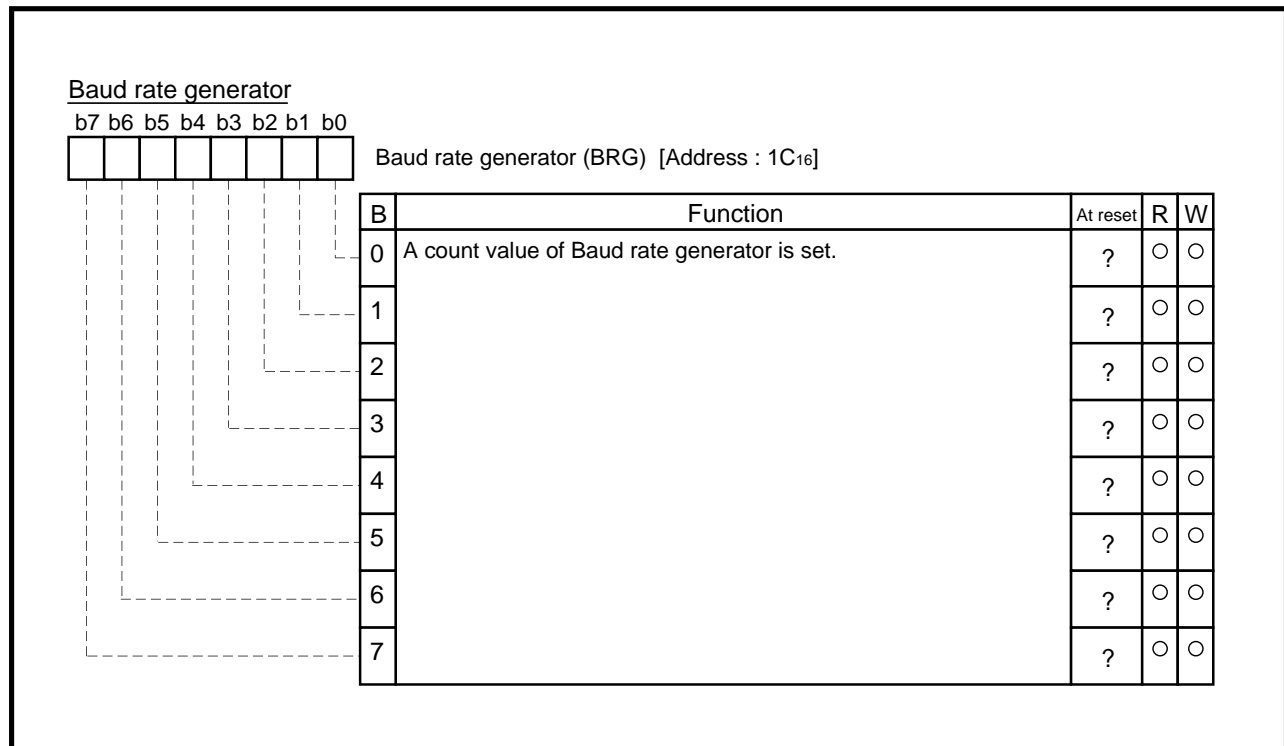 Baud rate generator
b7 b6 b5 b4 b3 b2 b1 b0
Baud rate generator (BRG) [Address : 1C16]
B Function At reset R W
0 A count value of Baud rate generator is set. ? ○ ○
1 ? ○ ○
2 ? ○ ○
3 ? ○ ○
4 ? ○ ○
5 ? ○ ○
6 ? ○ ○
7 ? ○ ○